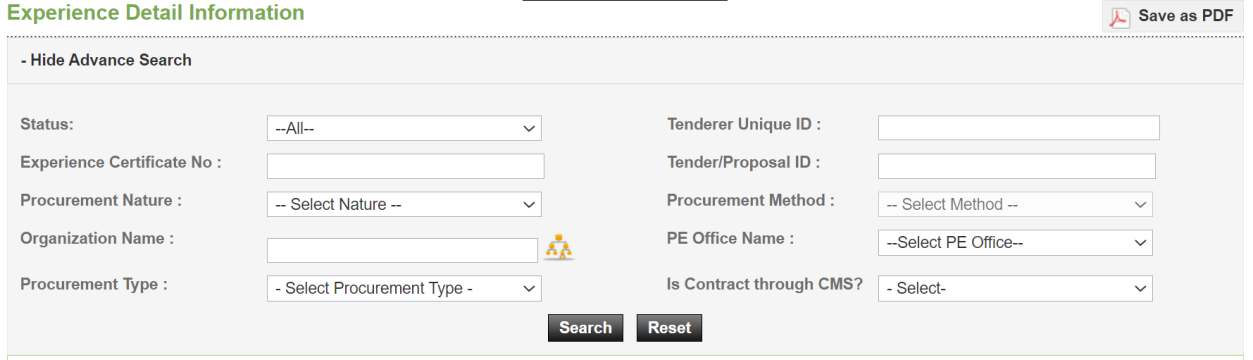 Experience Detail Information
Save as PDF
- Hide Advance Search
Status: --All-- Tenderer Unique ID :
Experience Certificate No : Tender/Proposal ID :
Procurement Nature : -- Select Nature -- Procurement Method : -- Select Method --
Organization Name : PE Office Name : --Select PE Office--
Procurement Type : - Select Procurement Type - Is Contract through CMS? - Select-
Search Reset